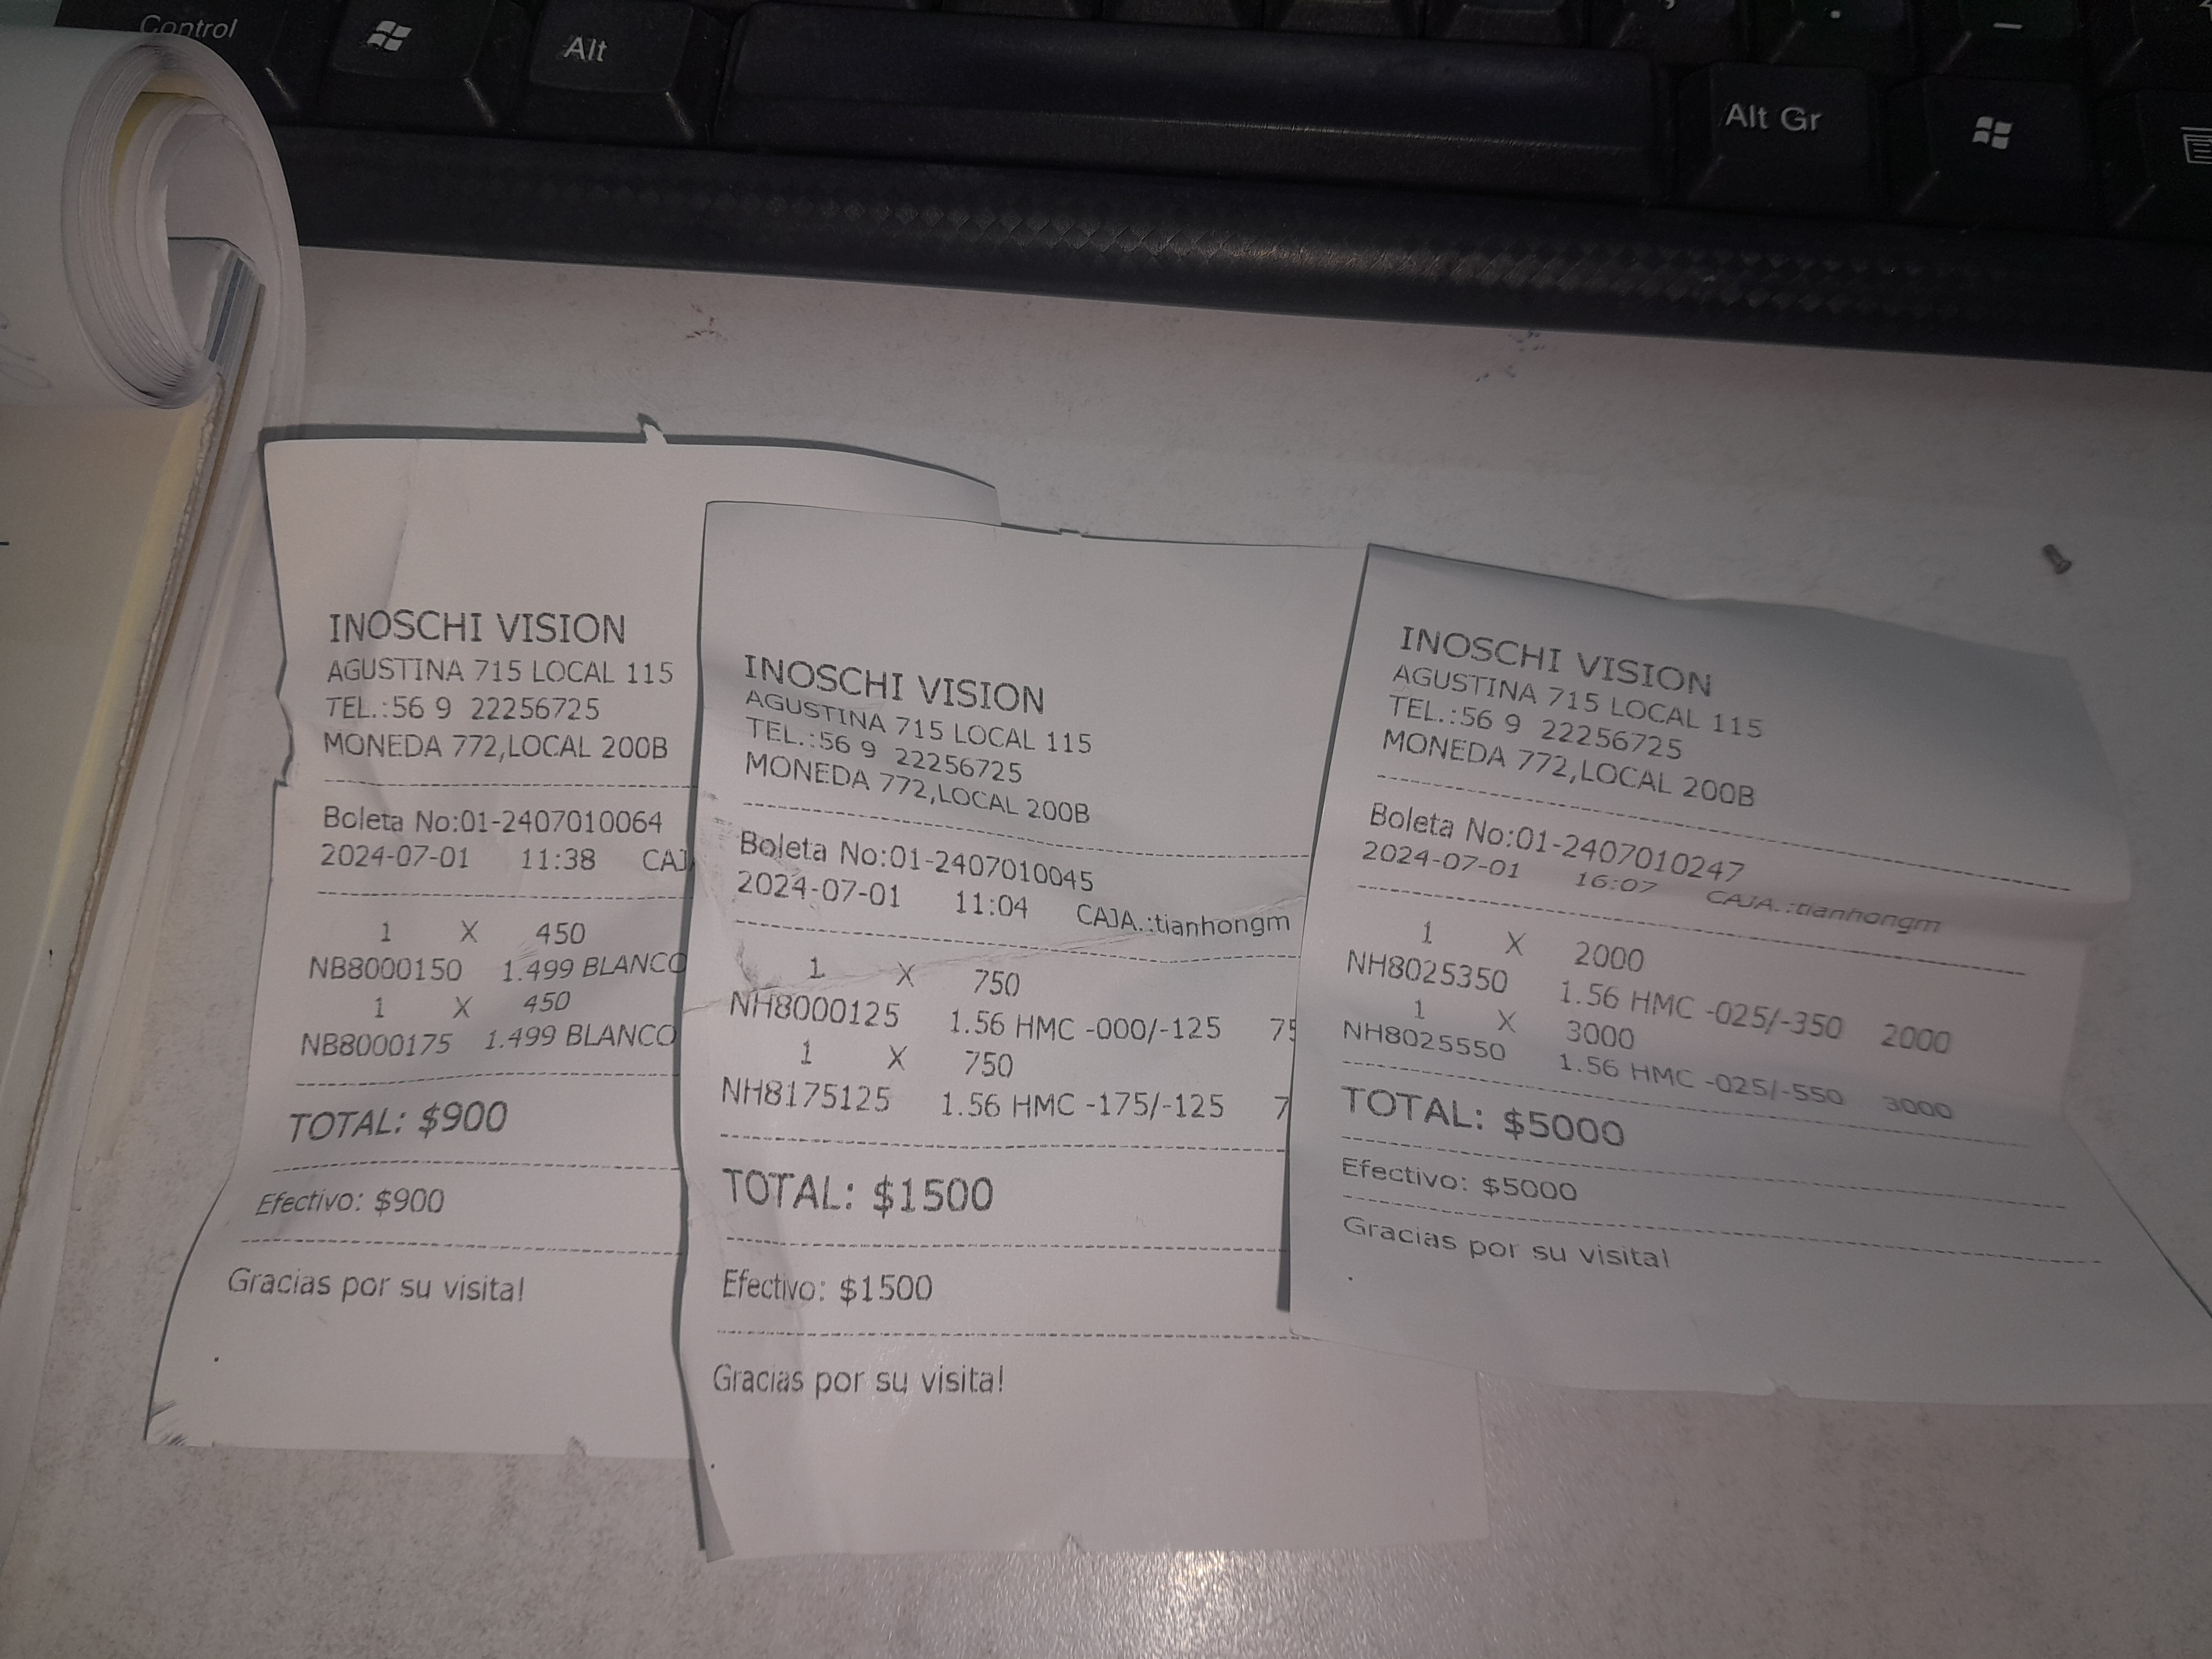 INOSCHI VISION
AGUSTINA 715 LOCAL 115
TEL.:56 9 22256725
MONEDA 772,LOCAL 200B
Boleta No:01-2407010064
2024-07-01 11:38
1 X 450
NB8000150 1.499 BLANCO
1 X 450
NB8000175 1.499 BLANCO
TOTAL: $900
Efectivo: $900
Gracias por su visita!
INOSCHI VISION
AGUSTINA 715 LOCAL 115
TEL.:56 9 22256725
MONEDA 772,LOCAL 200B
Boleta No:01-2407010045
2024-07-01 11:04 CAJA.:tianhongm
1 X 750
NH8000125 1.56 HMC -000/-125
1 X 750
NH8175125 1.56 HMC -175/-125
TOTAL: $1500
Efectivo: $1500
Gracias por su visita!
INOSCHI VISION
AGUSTINA 715 LOCAL 115
TEL.:56 9 22256725
MONEDA 772,LOCAL 200B
Boleta No:01-2407010247
2024-07-01 16:07 CAJA.:tianhongm
1 X 2000
NH8025350 1.56 HMC -025/-350 2000
1 X 3000
NH8025550 1.56 HMC -025/-550 3000
TOTAL: $5000
Efectivo: $5000
Gracias por su visita!
Control
Alt
Alt Gr